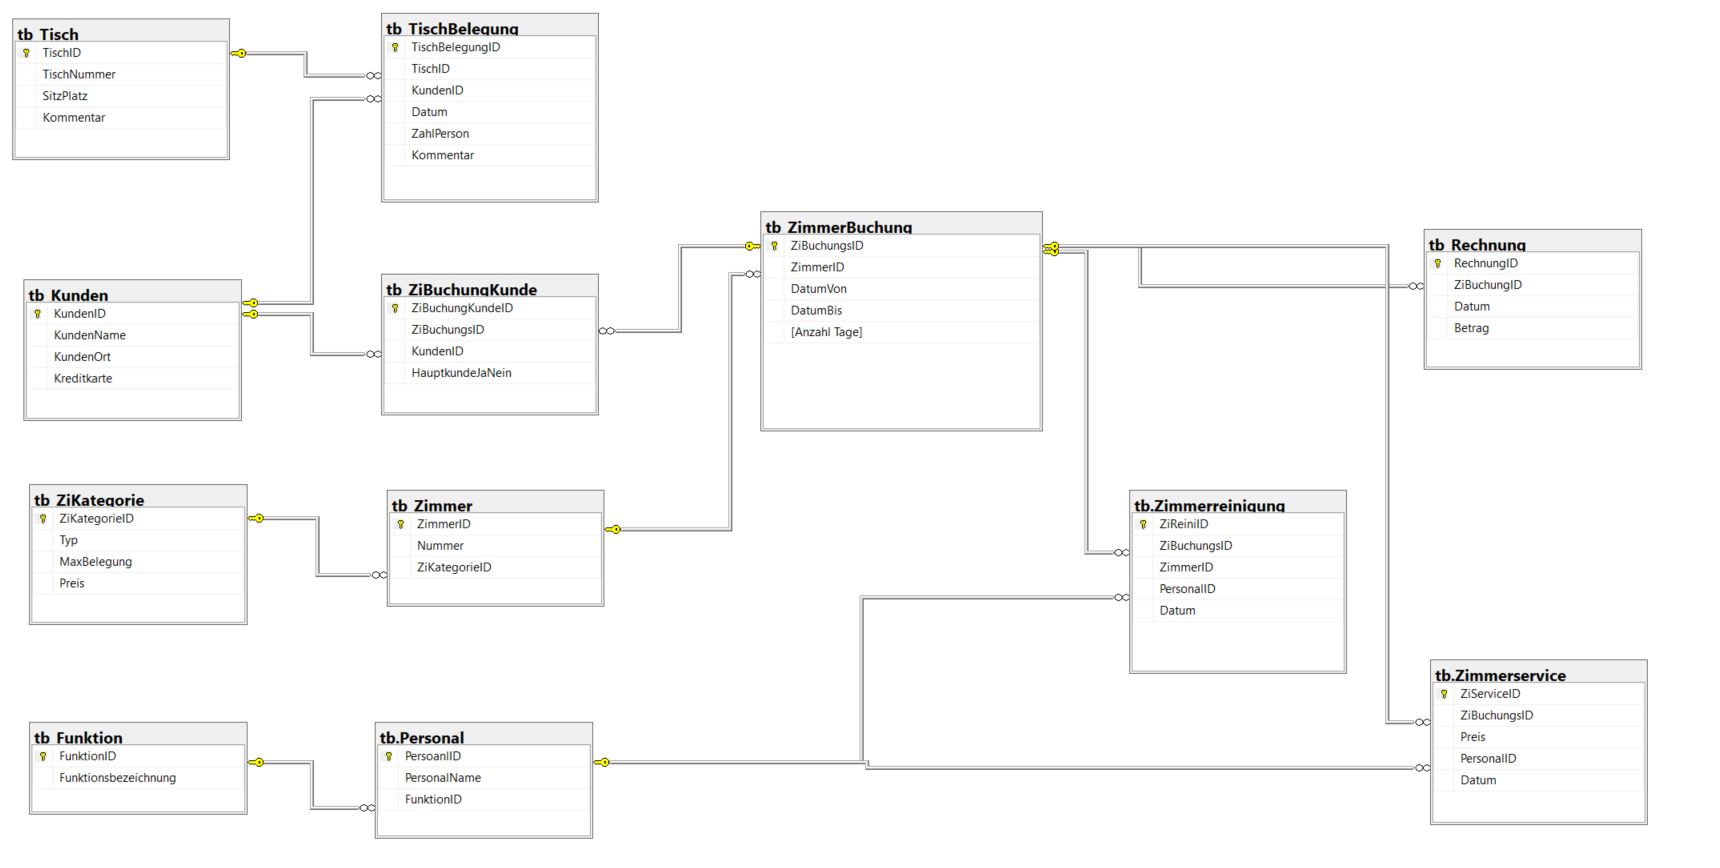 tb_Tisch
TischID
TischNummer
SitzPlatz
Kommentar
tb_TischBelegung
TischBelegungID
TischID
KundenID
Datum
ZahlPerson
Kommentar
tb_Kunden
KundenID
KundenName
KundenOrt
Kreditkarte
tb_ZiBuchungKunde
ZiBuchungKundeID
ZiBuchungsID
KundenID
HauptkundeJaNein
tb_ZimmerBuchung
ZiBuchungsID
ZimmerID
DatumVon
DatumBis
[Anzahl Tage]
tb_Rechnung
RechnungID
ZiBuchungID
Datum
Betrag
tb_ZiKategorie
ZiKategorieID
Typ
MaxBelegung
Preis
tb_Zimmer
ZimmerID
Nummer
ZiKategorieID
tb.Zimmerreinigung
ZiReiniID
ZiBuchungsID
ZimmerID
PersonalID
Datum
tb_Funktion
FunktionID
Funktionsbezeichnung
tb.Personal
PersoanlID
PersonalName
FunktionID
tb.Zimmerservice
ZiServiceID
ZiBuchungsID
Preis
PersonalID
Datum